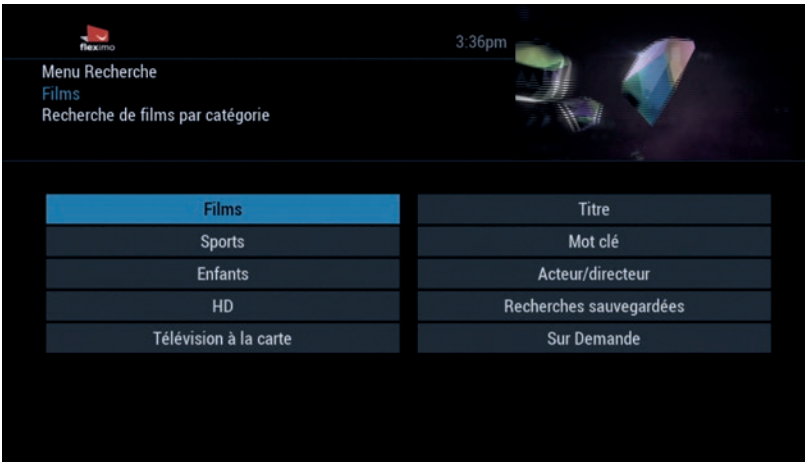 fleximo
3:36pm
Menu Recherche
Films
Recherche de films par catégorie
Films
Titre
Sports
Mot clé
Enfants
Acteur/directeur
HD
Recherches sauvegardées
Télévision à la carte
Sur Demande